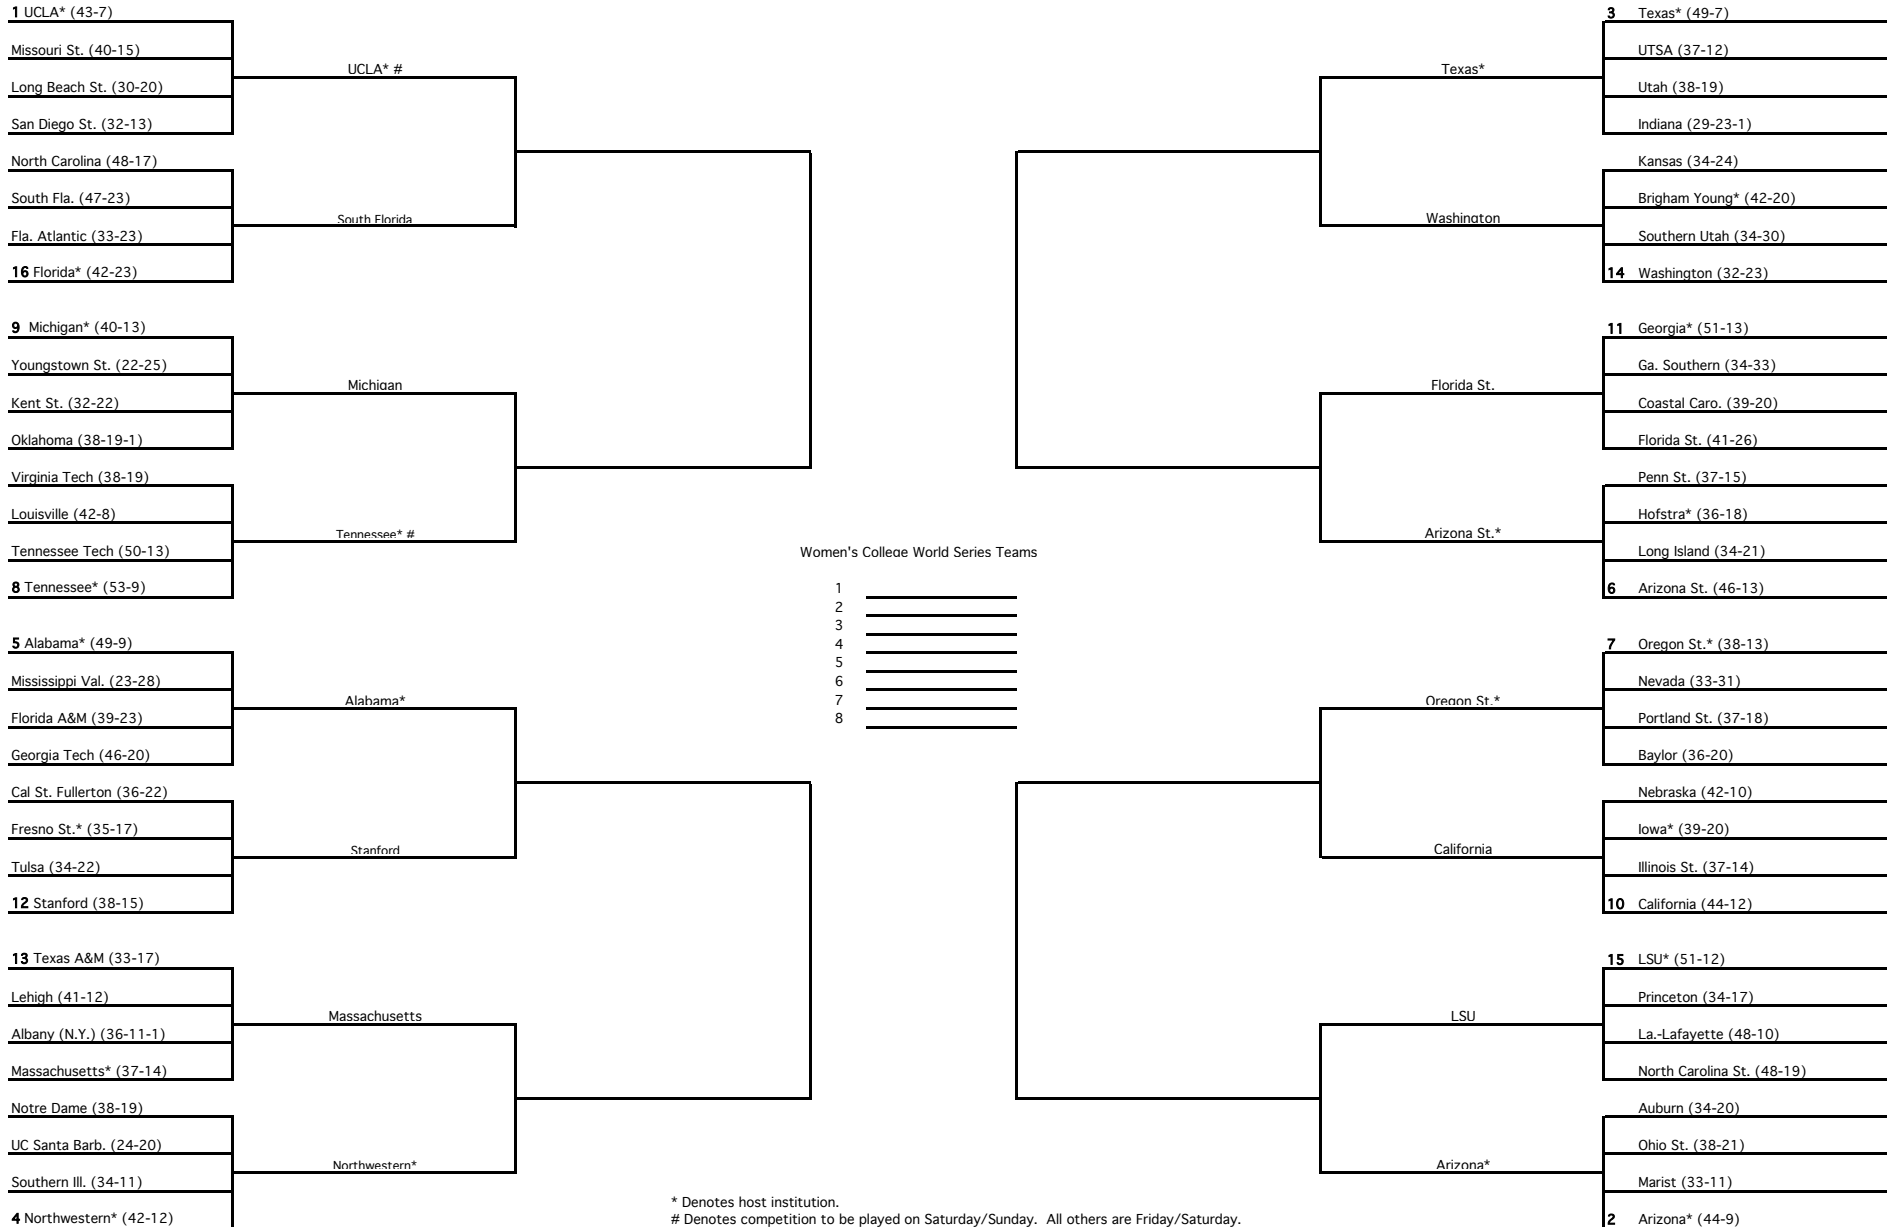 1 UCLA* (43-7)
Missouri St. (40-15)
Long Beach St. (30-20)
San Diego St. (32-13)
North Carolina (48-17)
South Fla. (47-23)
Fla. Atlantic (33-23)
16 Florida* (42-23)
9 Michigan* (40-13)
Youngstown St. (22-25)
Kent St. (32-22)
Oklahoma (38-19-1)
Virginia Tech (38-19)
Louisville (42-8)
Tennessee Tech (50-13)
8 Tennessee* (53-9)
5 Alabama* (49-9)
Mississippi Val. (23-28)
Florida A&M (39-23)
Georgia Tech (46-20)
Cal St. Fullerton (36-22)
Fresno St.* (35-17)
Tulsa (34-22)
12 Stanford (38-15)
13 Texas A&M (33-17)
Lehigh (41-12)
Albany (N.Y.) (36-11-1)
Massachusetts* (37-14)
Notre Dame (38-19)
UC Santa Barb. (24-20)
Southern Ill. (34-11)
4 Northwestern* (42-12)
UCLA* #
South Florida
Michigan
Tennessee* #
Alabama*
Stanford
Massachusetts
Northwestern*
Women's College World Series Teams
1
2
3
4
5
6
7
8
* Denotes host institution.
# Denotes competition to be played on Saturday/Sunday. All others are Friday/Saturday.
Texas*
Washington
Florida St.
Arizona St.*
Oregon St.*
California
LSU
Arizona*
3 Texas* (49-7)
UTSA (37-12)
Utah (38-19)
Indiana (29-23-1)
Kansas (34-24)
Brigham Young* (42-20)
Southern Utah (34-30)
14 Washington (32-23)
11 Georgia* (51-13)
Ga. Southern (34-33)
Coastal Caro. (39-20)
Florida St. (41-26)
Penn St. (37-15)
Hofstra* (36-18)
Long Island (34-21)
6 Arizona St. (46-13)
7 Oregon St.* (38-13)
Nevada (33-31)
Portland St. (37-18)
Baylor (36-20)
Nebraska (42-10)
Iowa* (39-20)
Illinois St. (37-14)
10 California (44-12)
15 LSU* (51-12)
Princeton (34-17)
La.-Lafayette (48-10)
North Carolina St. (48-19)
Auburn (34-20)
Ohio St. (38-21)
Marist (33-11)
2 Arizona* (44-9)